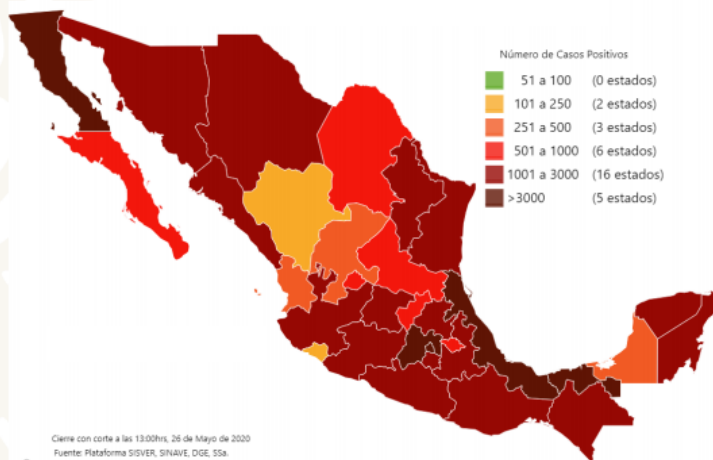 Número de Casos Positivos
51 a 100 (0 estados)
101 a 250 (2 estados)
251 a 500 (3 estados)
501 a 1000 (6 estados)
1001 a 3000 (16 estados)
>3000 (5 estados)
Cierre con corte a las 13:00hrs, 26 de Mayo de 2020
Fuente: Plataforma SISVER, SINAVE, DGE, SSa.